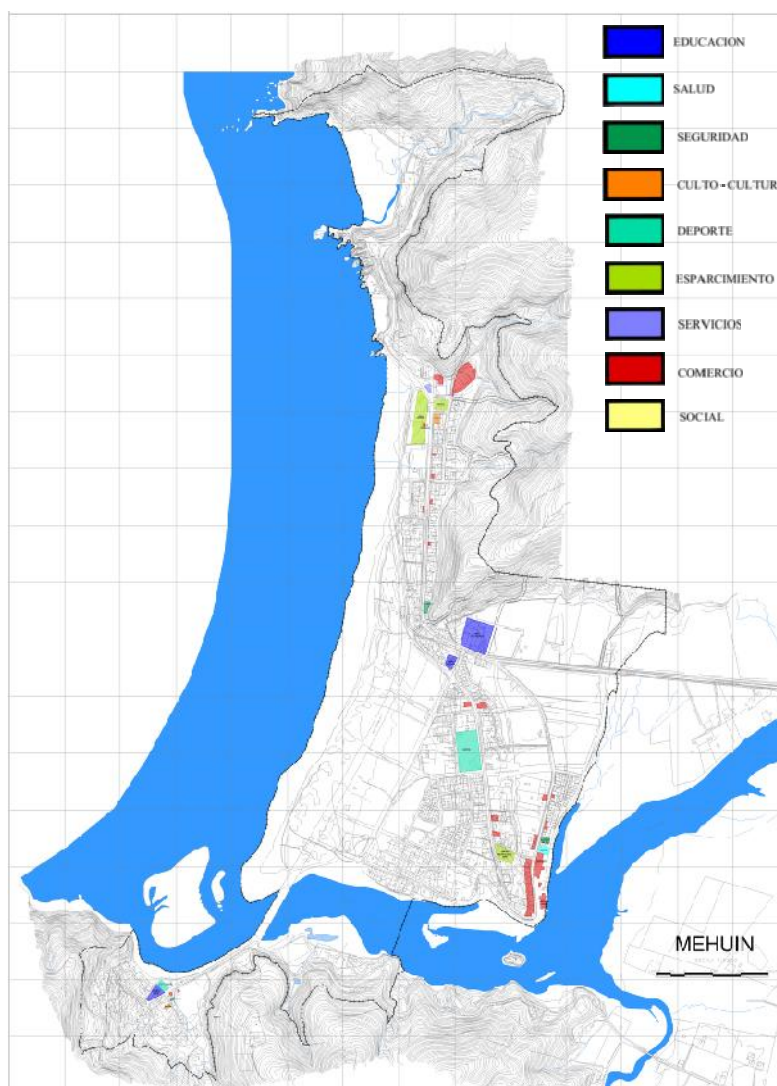 EDUCACION
SALUD
SEGURIDAD
CULTO - CULTUR
DEPORTE
ESPARCIMIENTO
SERVICIOS
COMERCIO
SOCIAL
MEHUIN